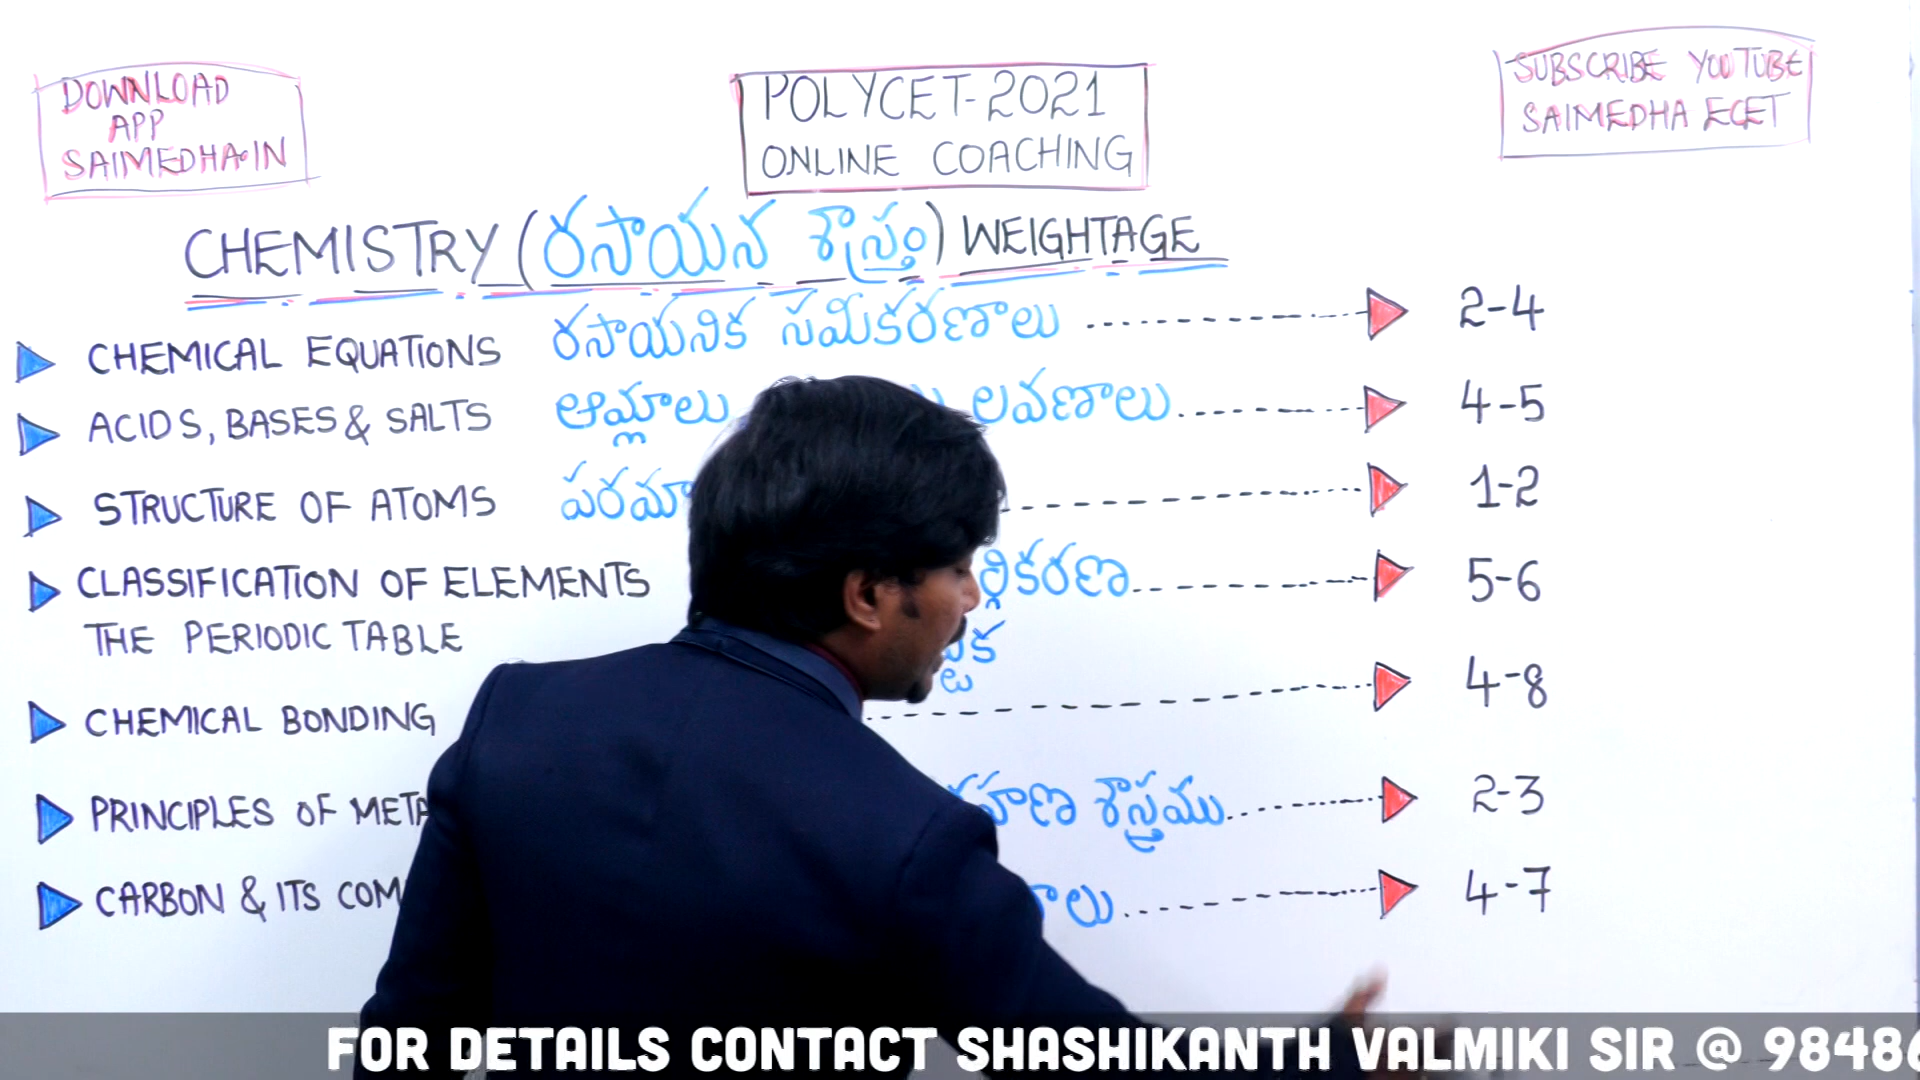 DOWNLOAD
APP
SAIMEDHA.IN
POLYCET-2021
ONLINE COACHING
SUBSCRIBE YOUTUBE
SAIMEDHA ECET
CHEMISTRY (రసాయన శాస్త్రం) WEIGHTAGE
CHEMICAL EQUATIONS రసాయనిక సమీకరణాలు 2-4
ACIDS, BASES & SALTS ఆమ్లాలు లవణాలు 4-5
STRUCTURE OF ATOMS 1-2
CLASSIFICATION OF ELEMENTS 5-6
THE PERIODIC TABLE
CHEMICAL BONDING 4-8
PRINCIPLES OF శాస్త్రము 2-3
CARBON & ITS 4-7
FOR DETAILS CONTACT SHASHIKANTH VALMIKI SIR @ 9848